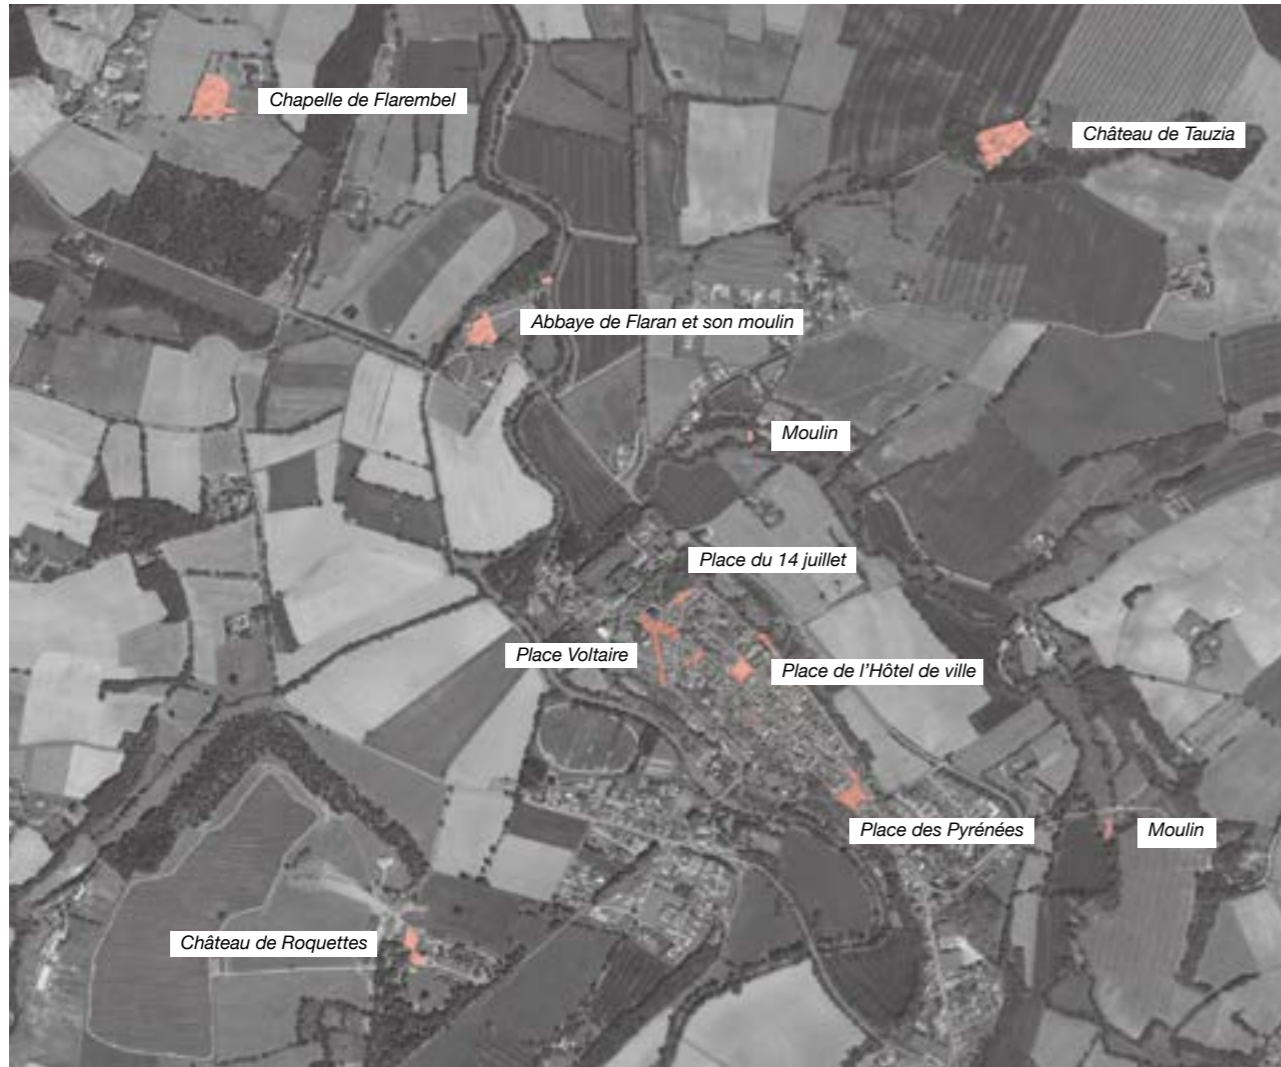 Chapelle de Flarembel
Château de Tauzia
Abbaye de Flaran et son moulin
Moulin
Place du 14 juillet
Place Voltaire
Place de l'Hôtel de ville
Place des Pyrénées
Moulin
Château de Roquettes